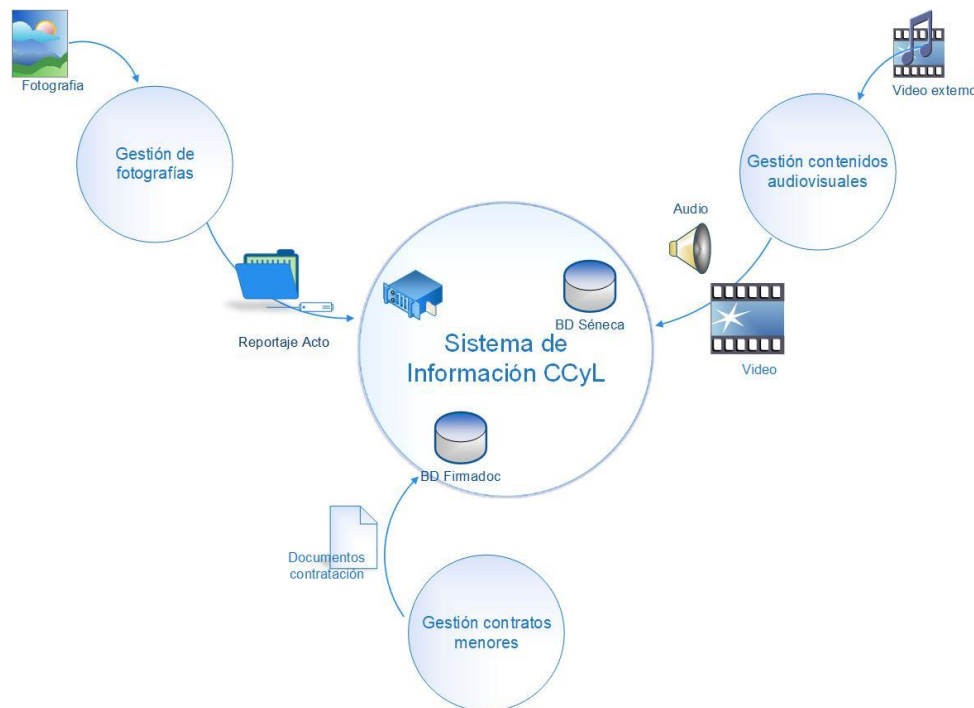 Fotografia
Video externo
Gestión de
fotografías
Gestión contenidos
audiovisuales
Audio
BD Séneca
Reportaje Acto
Sistema de
Información CCyL
Video
BD Firmadoc
Documentos
contratación
Gestión contratos
menores